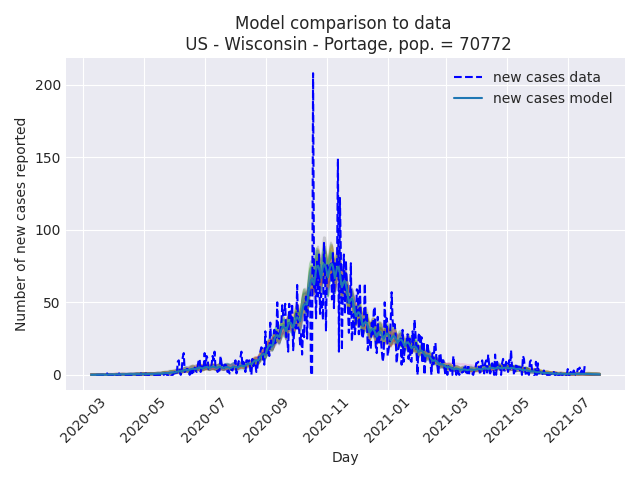 Model comparison to data
US - Wisconsin - Portage, pop. = 70772
new cases data
new cases model
Number of new cases reported
200
150
100
50
0
2020-03
2020-05
2020-07
2020-09
2020-11
2021-01
2021-03
2021-05
2021-07
Day